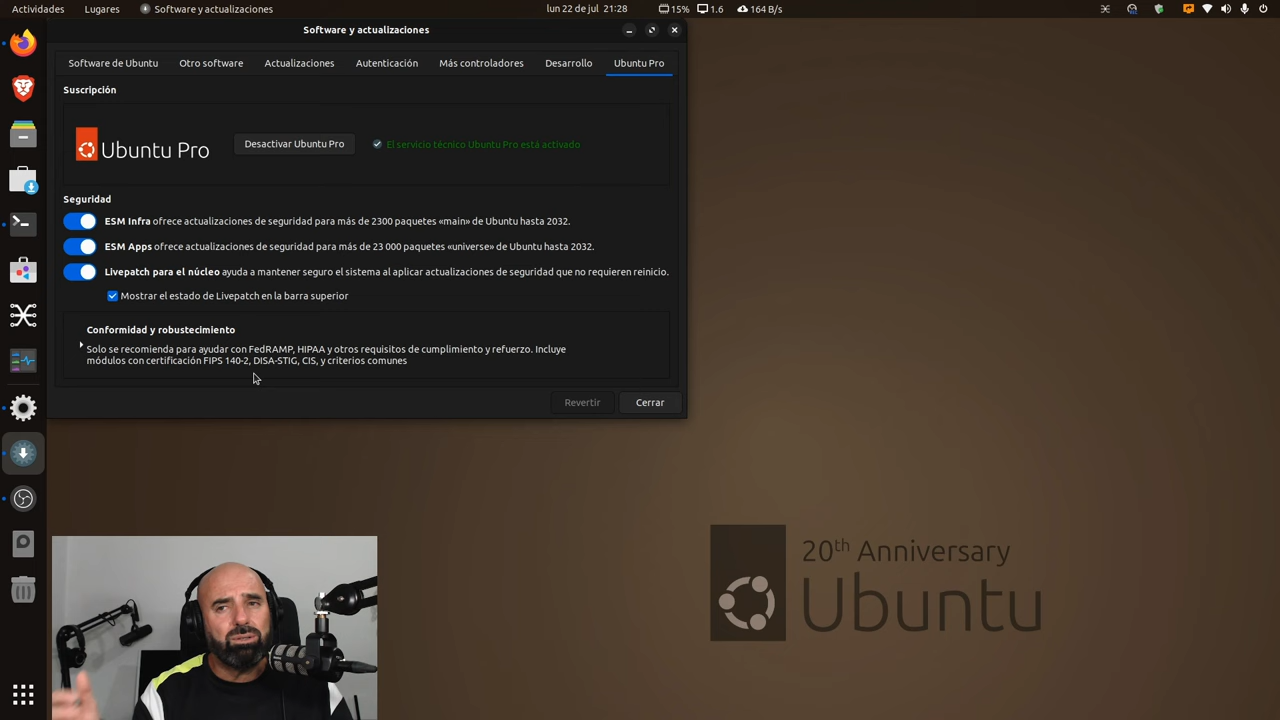 Actividades Lugares Software y actualizaciones lun 22 de jul 21:28 15% 1.6 164 B/s
Software y actualizaciones
Software de Ubuntu Otro software Actualizaciones Autenticación Más controladores Desarrollo Ubuntu Pro
Suscripción
Ubuntu Pro Desactivar Ubuntu Pro El servicio técnico Ubuntu Pro está activado
Seguridad
ESM Infra ofrece actualizaciones de seguridad para más de 2300 paquetes «main» de Ubuntu hasta 2032.
ESM Apps ofrece actualizaciones de seguridad para más de 23 000 paquetes «universe» de Ubuntu hasta 2032.
Livepatch para el núcleo ayuda a mantener seguro el sistema al aplicar actualizaciones de seguridad que no requieren reinicio.
Mostrar el estado de Livepatch en la barra superior
Conformidad y robustecimiento
Solo se recomienda para ayudar con FedRAMP, HIPAA y otros requisitos de cumplimiento y refuerzo. Incluye
módulos con certificación FIPS 140-2, DISA-STIG, CIS, y criterios comunes
Revertir Cerrar
20th Anniversary
Ubuntu